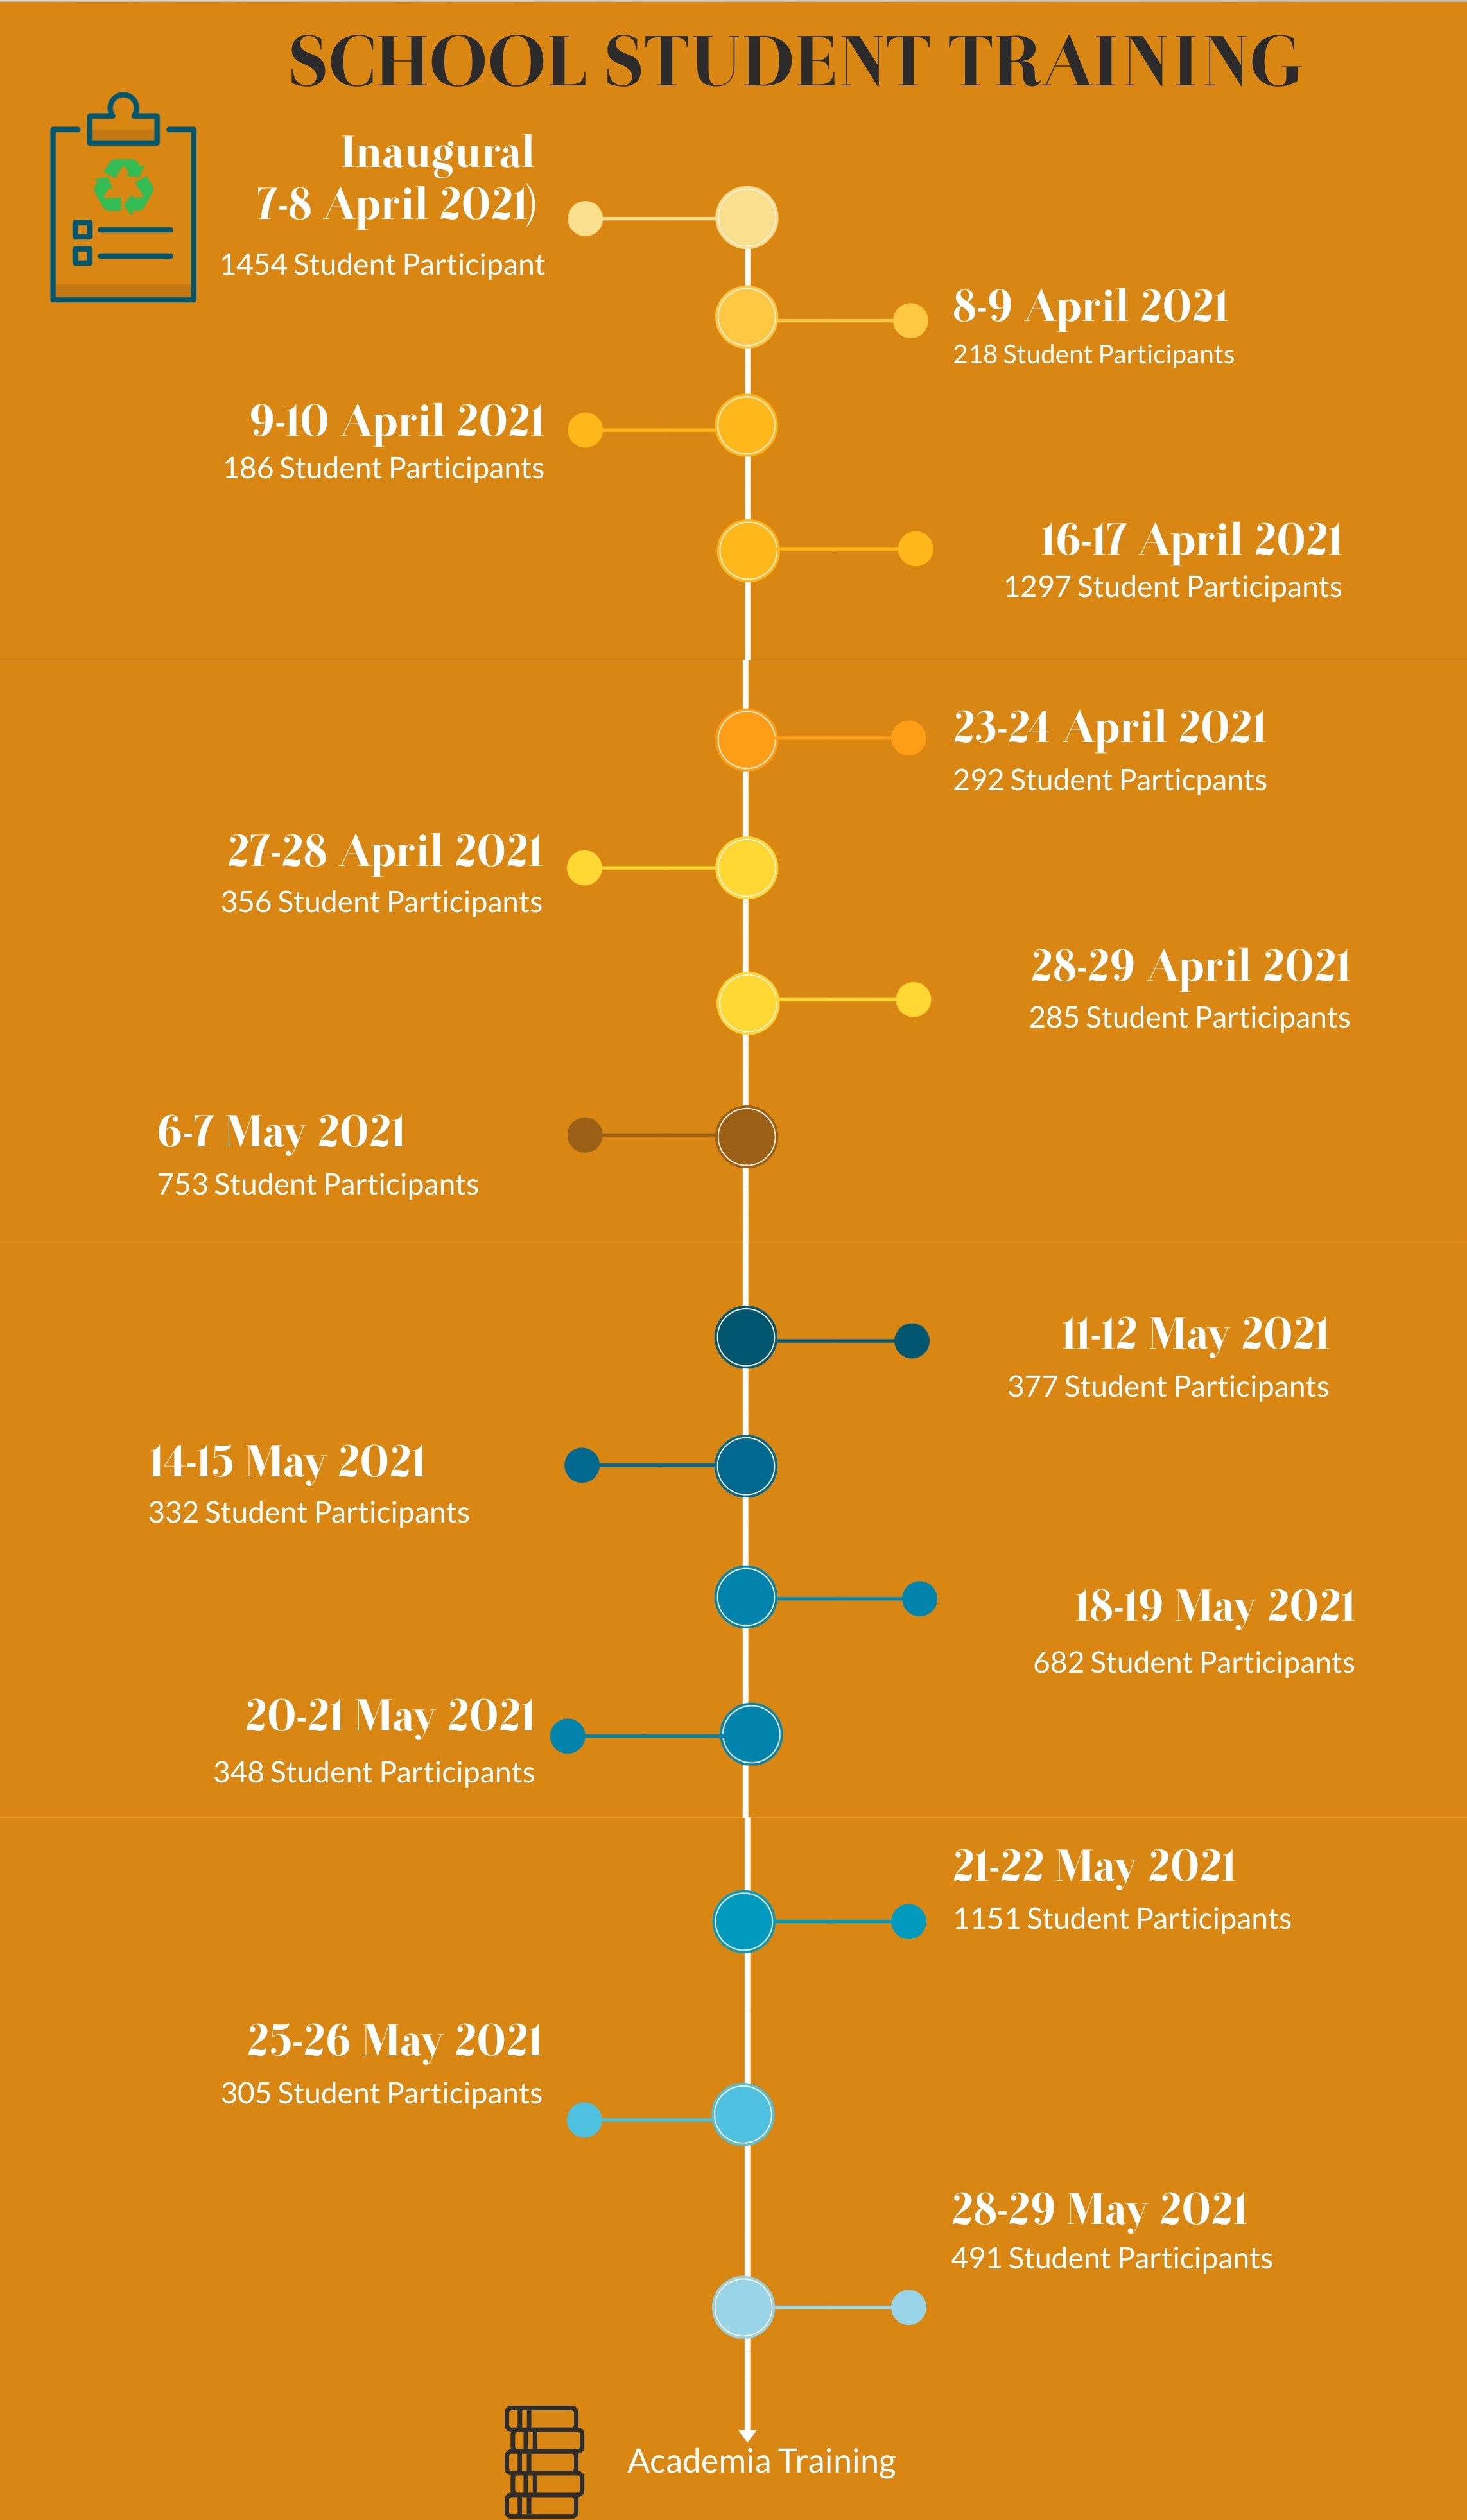 SCHOOL STUDENT TRAINING
Inaugural
7-8 April 2021)
1454 Student Participant
8-9 April 2021
218 Student Participants
9-10 April 2021
186 Student Participants
16-17 April 2021
1297 Student Participants
23-24 April 2021
292 Student Particpants
27-28 April 2021
356 Student Participants
28-29 April 2021
285 Student Participants
6-7 May 2021
753 Student Participants
11-12 May 2021
377 Student Participants
14-15 May 2021
332 Student Participants
18-19 May 2021
682 Student Participants
20-21 May 2021
348 Student Participants
21-22 May 2021
1151 Student Participants
25-26 May 2021
305 Student Participants
28-29 May 2021
491 Student Participants
Academia Training